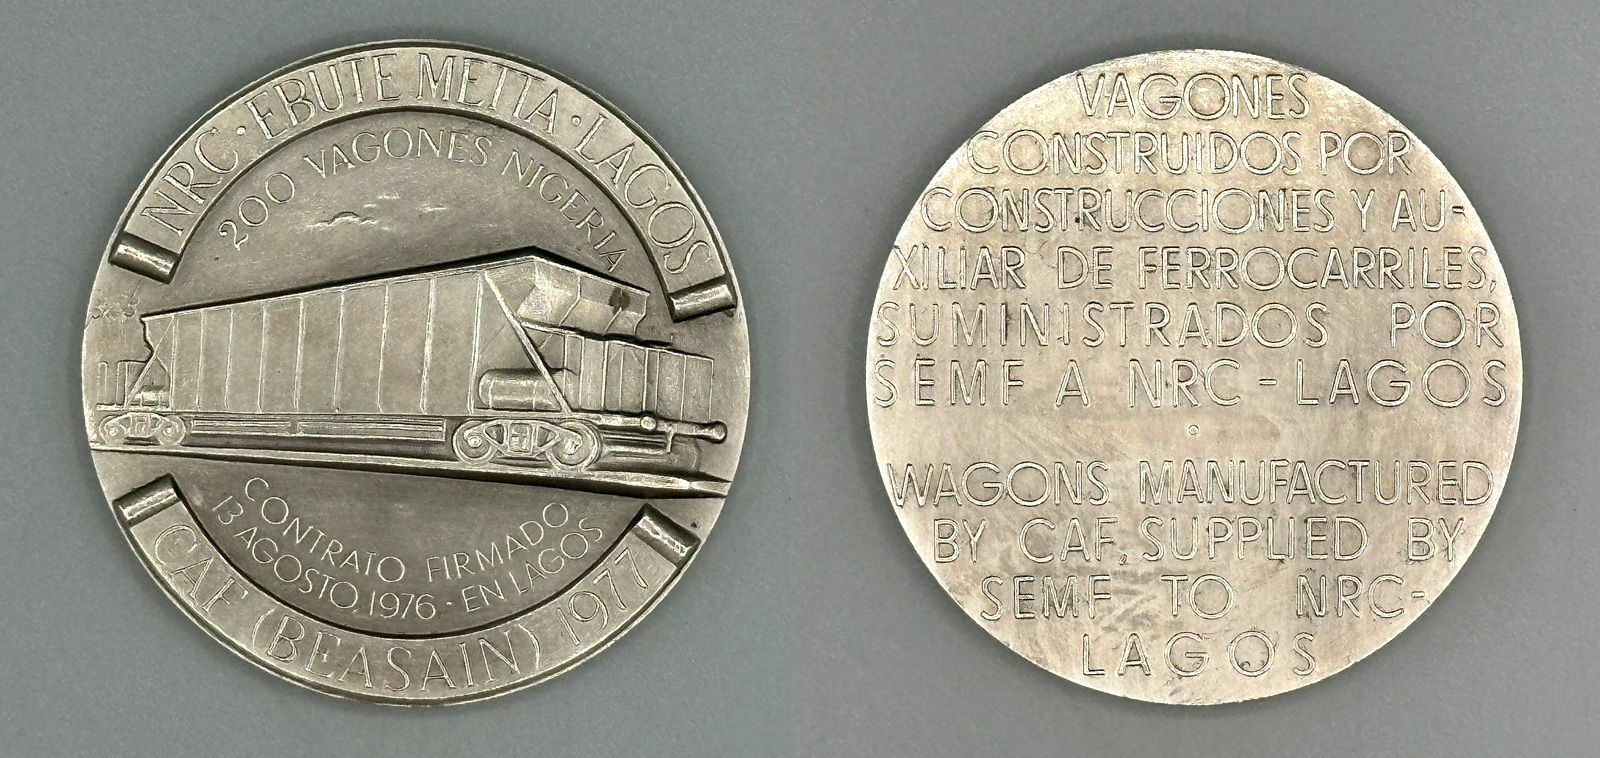 NRC · EBUTE METTA · LAGOS
200 VAGONES NIGERIA
CONTRATO FIRMADO
13 AGOSTO, 1976 · EN LAGOS
CAF (BEASAIN) 1977
VAGONES
CONSTRUIDOS POR
CONSTRUCCIONES Y AU-
XILIAR DE FERROCARRILES,
SUMINISTRADOS POR
SEMF A NRC - LAGOS
WAGONS MANUFACTURED
BY CAF, SUPPLIED BY
SEMF TO NRC-
LAGOS